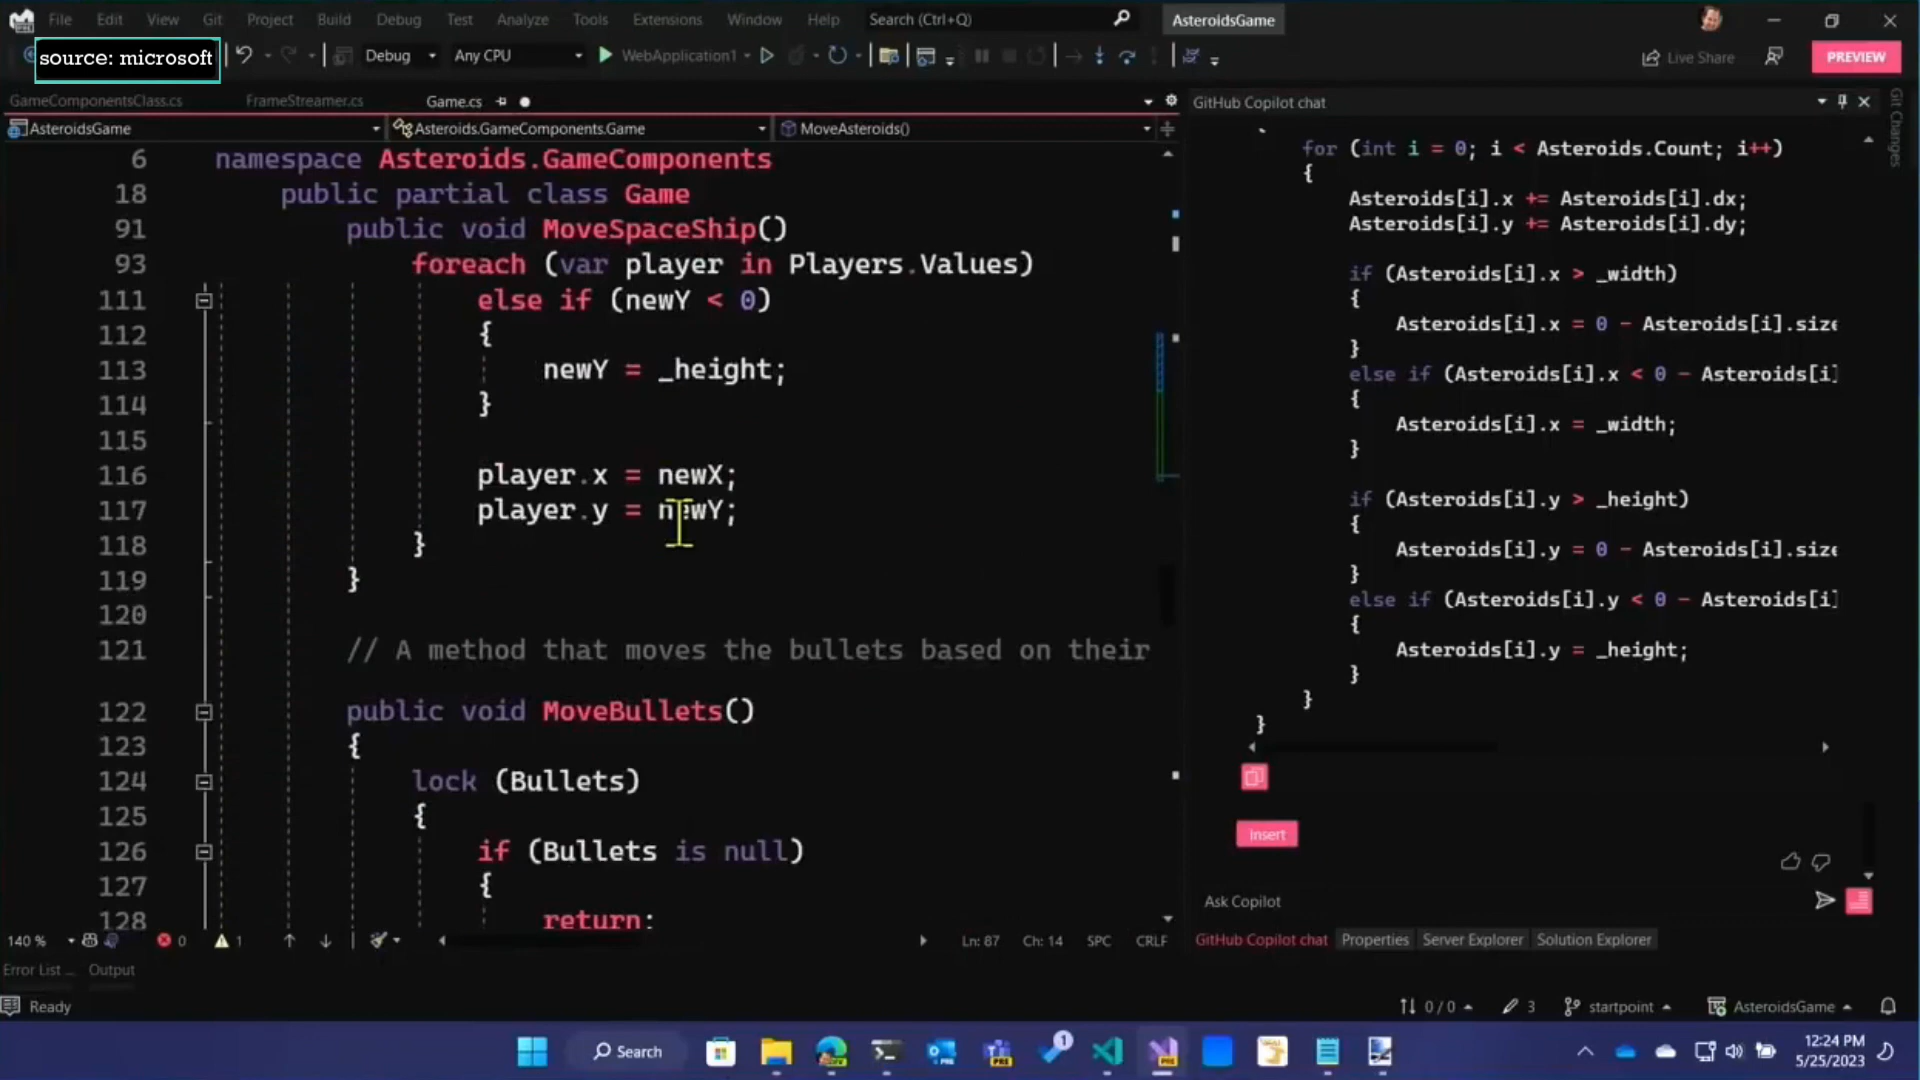 File Edit View Git Project Build Debug Test Analyze Tools Extensions Window Help Search (Ctrl+Q) AsteroidsGame
source: microsoft Debug Any CPU WebApplication1 Live Share PREVIEW
GameComponentsClass.cs FrameStreamer.cs Game.cs
AsteroidsGame Asteroids.GameComponents.Game MoveAsteroids()
6 namespace Asteroids.GameComponents
18 public partial class Game
91 public void MoveSpaceShip()
93 foreach (var player in Players.Values)
111 else if (newY < 0)
112 {
113 newY = _height;
114 }
115
116 player.x = newX;
117 player.y = newY;
118 }
119 }
120
121 // A method that moves the bullets based on their
122 public void MoveBullets()
123 {
124 lock (Bullets)
125 {
126 if (Bullets is null)
127 {
128 return;
140 % 0 1 Ln: 87 Ch: 14 SPC CRLF
Error List ... Output
GitHub Copilot chat
for (int i = 0; i < Asteroids.Count; i++)
{
Asteroids[i].x += Asteroids[i].dx;
Asteroids[i].y += Asteroids[i].dy;
if (Asteroids[i].x > _width)
{
Asteroids[i].x = 0 - Asteroids[i].size
}
else if (Asteroids[i].x < 0 - Asteroids[i]
{
Asteroids[i].x = _width;
}
if (Asteroids[i].y > _height)
{
Asteroids[i].y = 0 - Asteroids[i].size
}
else if (Asteroids[i].y < 0 - Asteroids[i]
{
Asteroids[i].y = _height;
}
}
}
Insert
Ask Copilot
GitHub Copilot chat Properties Server Explorer Solution Explorer
Git Changes
Ready 0 / 0 3 startpoint AsteroidsGame
Search 1 12:24 PM
5/25/2023